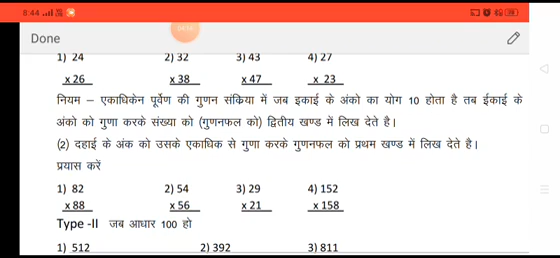 8:44
Done
1) 24 2) 32 3) 43 4) 27
x 26 x 38 x 47 x 23
नियम – एकाधिकेन पूर्वेण की गुणन संक्रिया में जब इकाई के अंको का योग 10 होता है तब ईकाई के
अंको को गुणा करके संख्या को (गुणनफल को) द्वितीय खण्ड में लिख देते है।
(2) दहाई के अंक को उसके एकाधिक से गुणा करके गुणनफल को प्रथम खण्ड में लिख देते है।
प्रयास करें
1) 82 2) 54 3) 29 4) 152
x 88 x 56 x 21 x 158
Type -II जब आधार 100 हो
1) 512 2) 392 3) 811